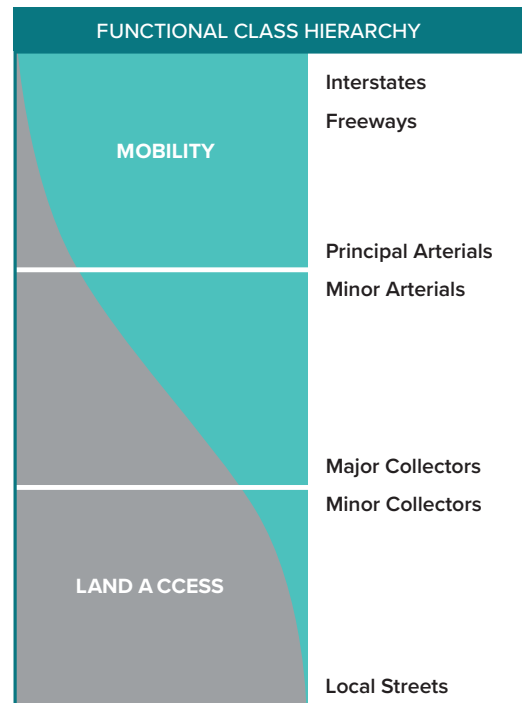 FUNCTIONAL CLASS HIERARCHY
Interstates
Freeways
MOBILITY
Principal Arterials
Minor Arterials
Major Collectors
Minor Collectors
LAND A CCESS
Local Streets